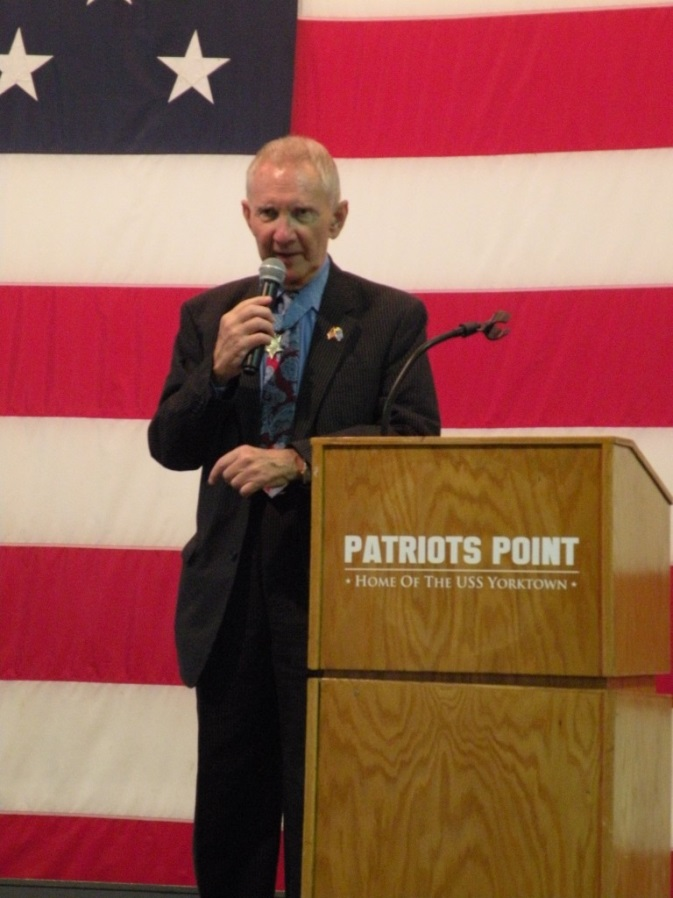 PATRIOTS POINT
• HOME OF THE USS YORKTOWN •